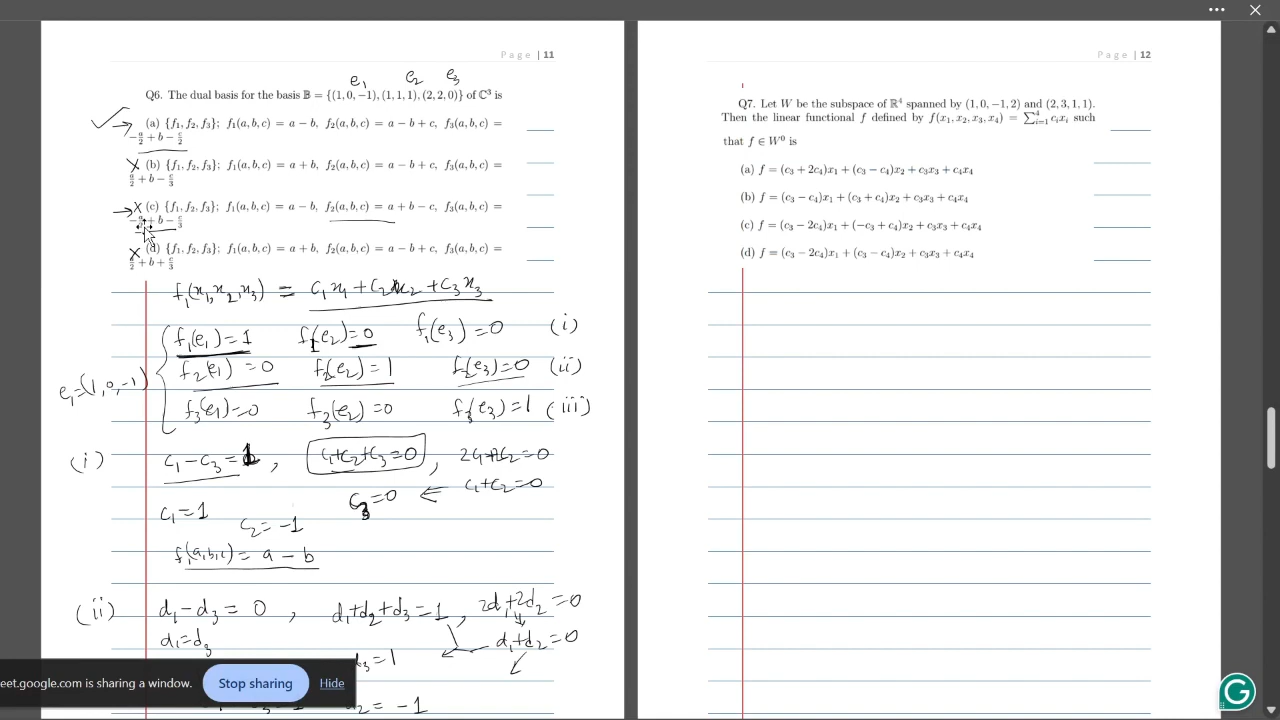 Page | 11
e₁ e₂ e₃
Q6. The dual basis for the basis 𝔹 = {(1, 0, −1), (1, 1, 1), (2, 2, 0)} of ℂ³ is
(a) {f₁, f₂, f₃}; f₁(a, b, c) = a − b, f₂(a, b, c) = a − b + c, f₃(a, b, c) =
−a/2 + b − c/2
(b) {f₁, f₂, f₃}; f₁(a, b, c) = a + b, f₂(a, b, c) = a − b + c, f₃(a, b, c) =
a/2 + b − c/3
(c) {f₁, f₂, f₃}; f₁(a, b, c) = a − b, f₂(a, b, c) = a + b − c, f₃(a, b, c) =
+ b − c/3
(d) {f₁, f₂, f₃}; f₁(a, b, c) = a + b, f₂(a, b, c) = a − b + c, f₃(a, b, c) =
a/2 + b + c/3
f₁(x₁, x₂, x₃) = c₁x₁ + c₂x₂ + c₃x₃
f₁(e₁) = 1 f₁(e₂) = 0 f₁(e₃) = 0 (i)
f₂(e₁) = 0 f₂(e₂) = 1 f₂(e₃) = 0 (ii)
e₁ = (1, 0, −1)
f₃(e₁) = 0 f₃(e₂) = 0 f₃(e₃) = 1 (iii)
(i) c₁ − c₃ = 1, c₁ + c₂ + c₃ = 0, 2c₁ + 2c₂ = 0
c₃ = 0 ← c₁ + c₂ = 0
c₁ = 1 c₂ = −1
f₁(a, b, c) = a − b
(ii) d₁ − d₃ = 0, d₁ + d₂ + d₃ = 1, 2d₁ + 2d₂ = 0
d₁ = d₃ d₁ + d₂ = 0
d₃ = 1
= −1
Page | 12
Q7. Let W be the subspace of ℝ⁴ spanned by (1, 0, −1, 2) and (2, 3, 1, 1).
Then the linear functional f defined by f(x₁, x₂, x₃, x₄) = ∑⁴ᵢ₌₁ cᵢxᵢ such
that f ∈ W⁰ is
(a) f = (c₃ + 2c₄)x₁ + (c₃ − c₄)x₂ + c₃x₃ + c₄x₄
(b) f = (c₃ − c₄)x₁ + (c₃ + c₄)x₂ + c₃x₃ + c₄x₄
(c) f = (c₃ − 2c₄)x₁ + (−c₃ + c₄)x₂ + c₃x₃ + c₄x₄
(d) f = (c₃ − 2c₄)x₁ + (c₃ − c₄)x₂ + c₃x₃ + c₄x₄
eet.google.com is sharing a window. Stop sharing Hide